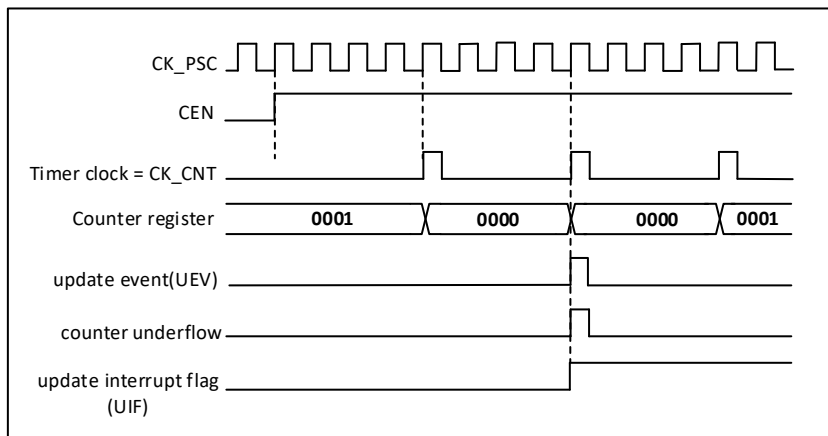 CK_PSC
CEN
Timer clock = CK_CNT
Counter register 0001 0000 0000 0001
update event(UEV)
counter underflow
update interrupt flag
(UIF)